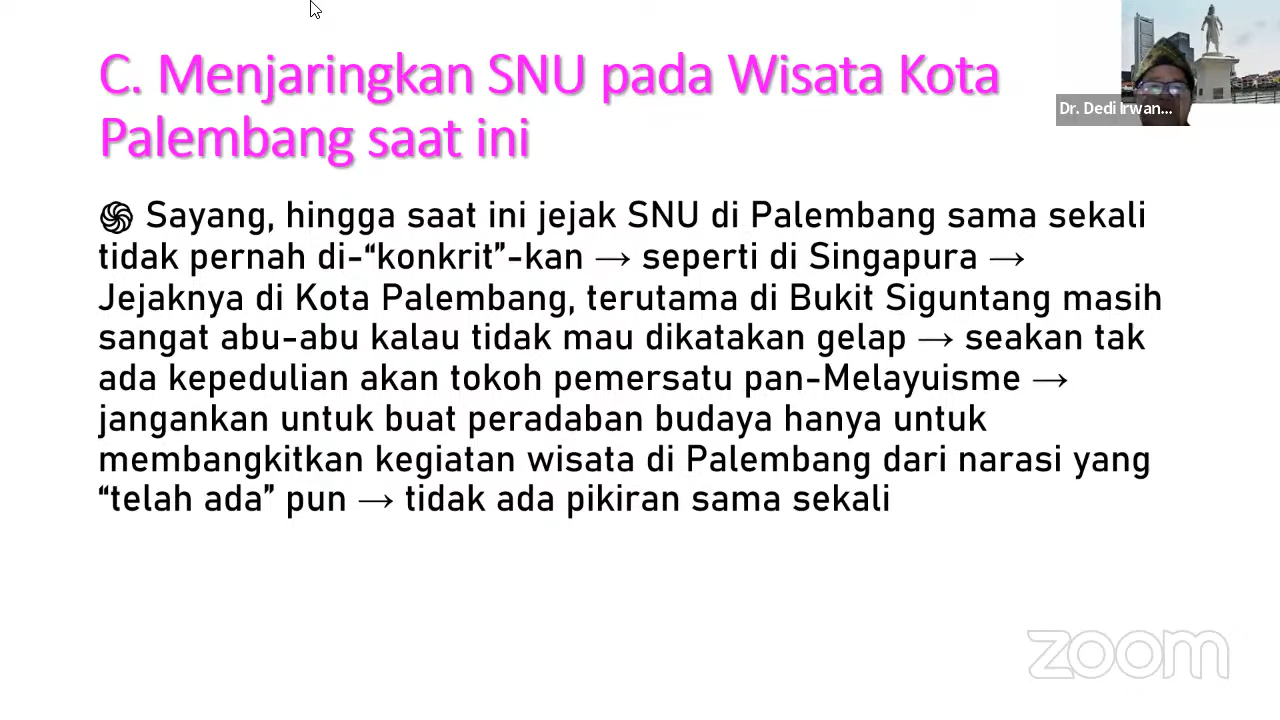 C. Menjaringkan SNU pada Wisata Kota
Palembang saat ini
Dr. Dedi Irwan...
Sayang, hingga saat ini jejak SNU di Palembang sama sekali
tidak pernah di-“konkrit”-kan → seperti di Singapura →
Jejaknya di Kota Palembang, terutama di Bukit Siguntang masih
sangat abu-abu kalau tidak mau dikatakan gelap → seakan tak
ada kepedulian akan tokoh pemersatu pan-Melayuisme →
jangankan untuk buat peradaban budaya hanya untuk
membangkitkan kegiatan wisata di Palembang dari narasi yang
“telah ada” pun → tidak ada pikiran sama sekali
zoom